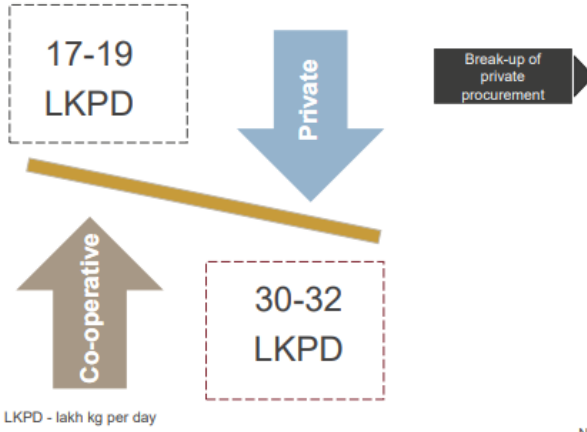 17-19
LKPD
Private
Break-up of
private
procurement
Co-operative
30-32
LKPD
LKPD - lakh kg per day